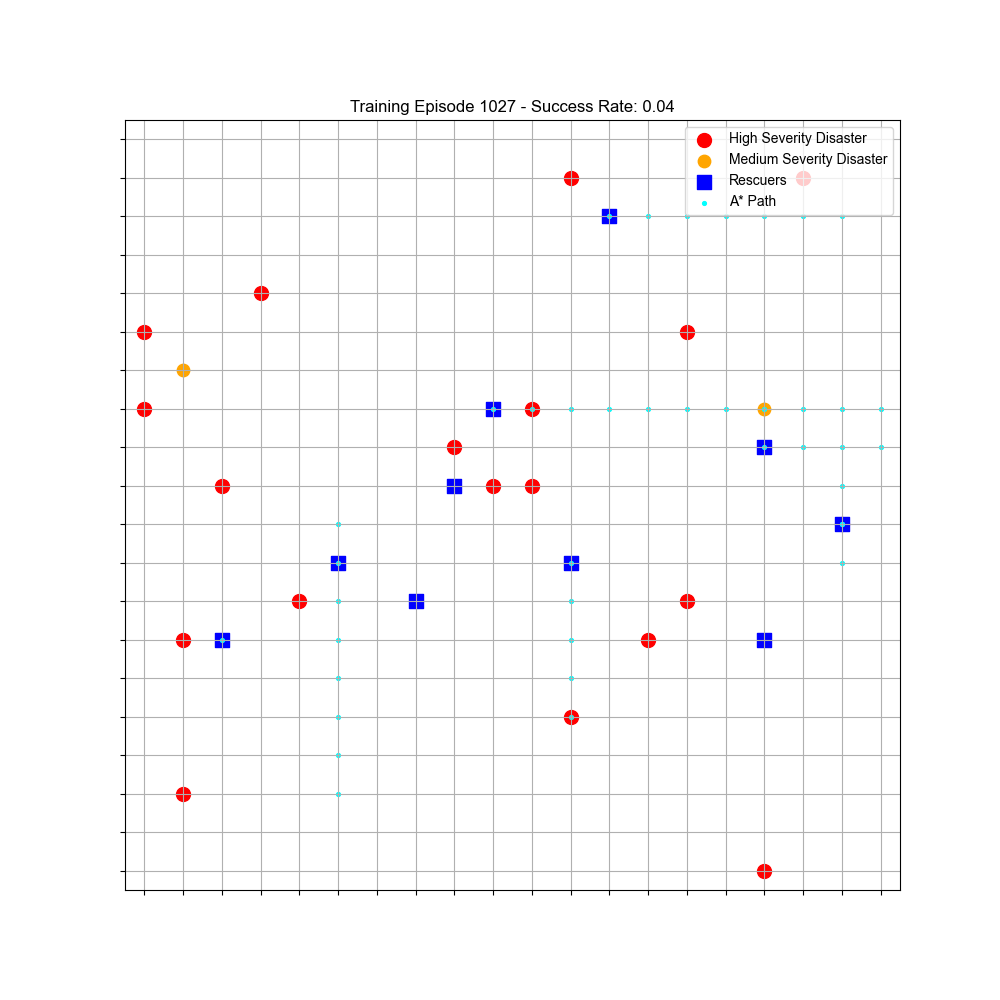 Training Episode 1027 - Success Rate: 0.04
High Severity Disaster
Medium Severity Disaster
Rescuers
A* Path